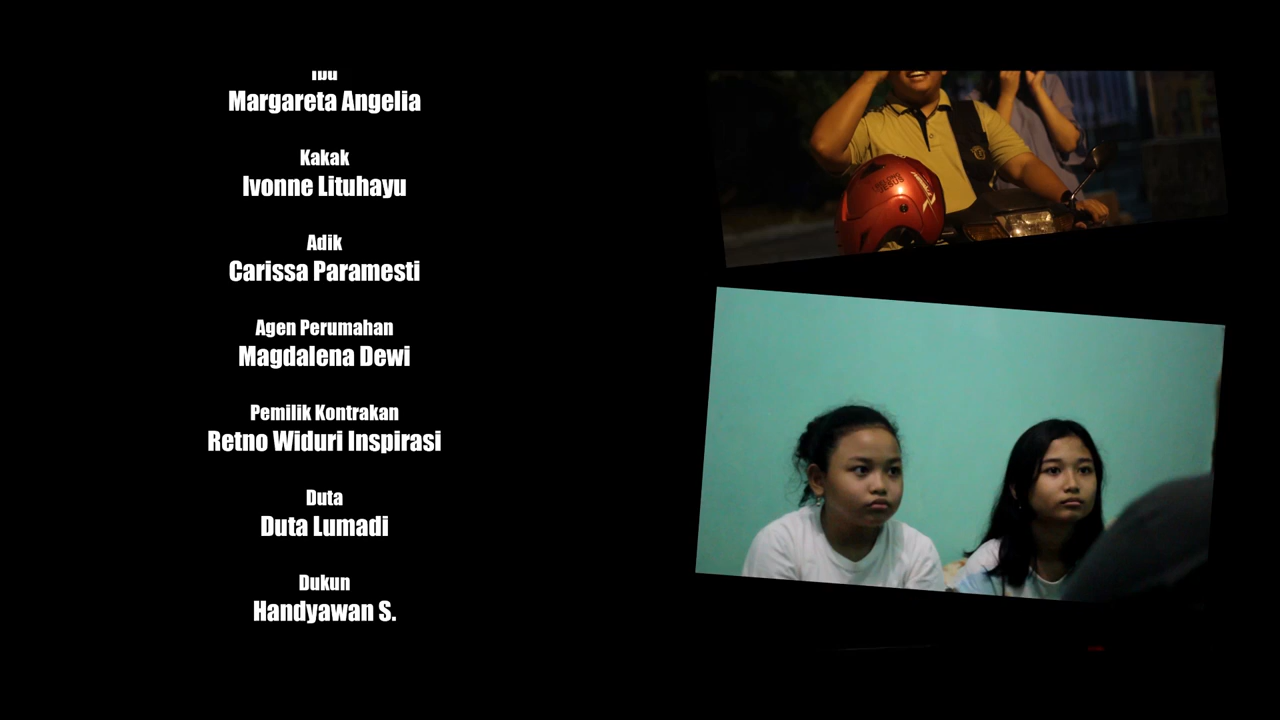 Ibu
Margareta Angelia
Kakak
Ivonne Lituhayu
Adik
Carissa Paramesti
Agen Perumahan
Magdalena Dewi
Pemilik Kontrakan
Retno Widuri Inspirasi
Duta
Duta Lumadi
Dukun
Handyawan S.